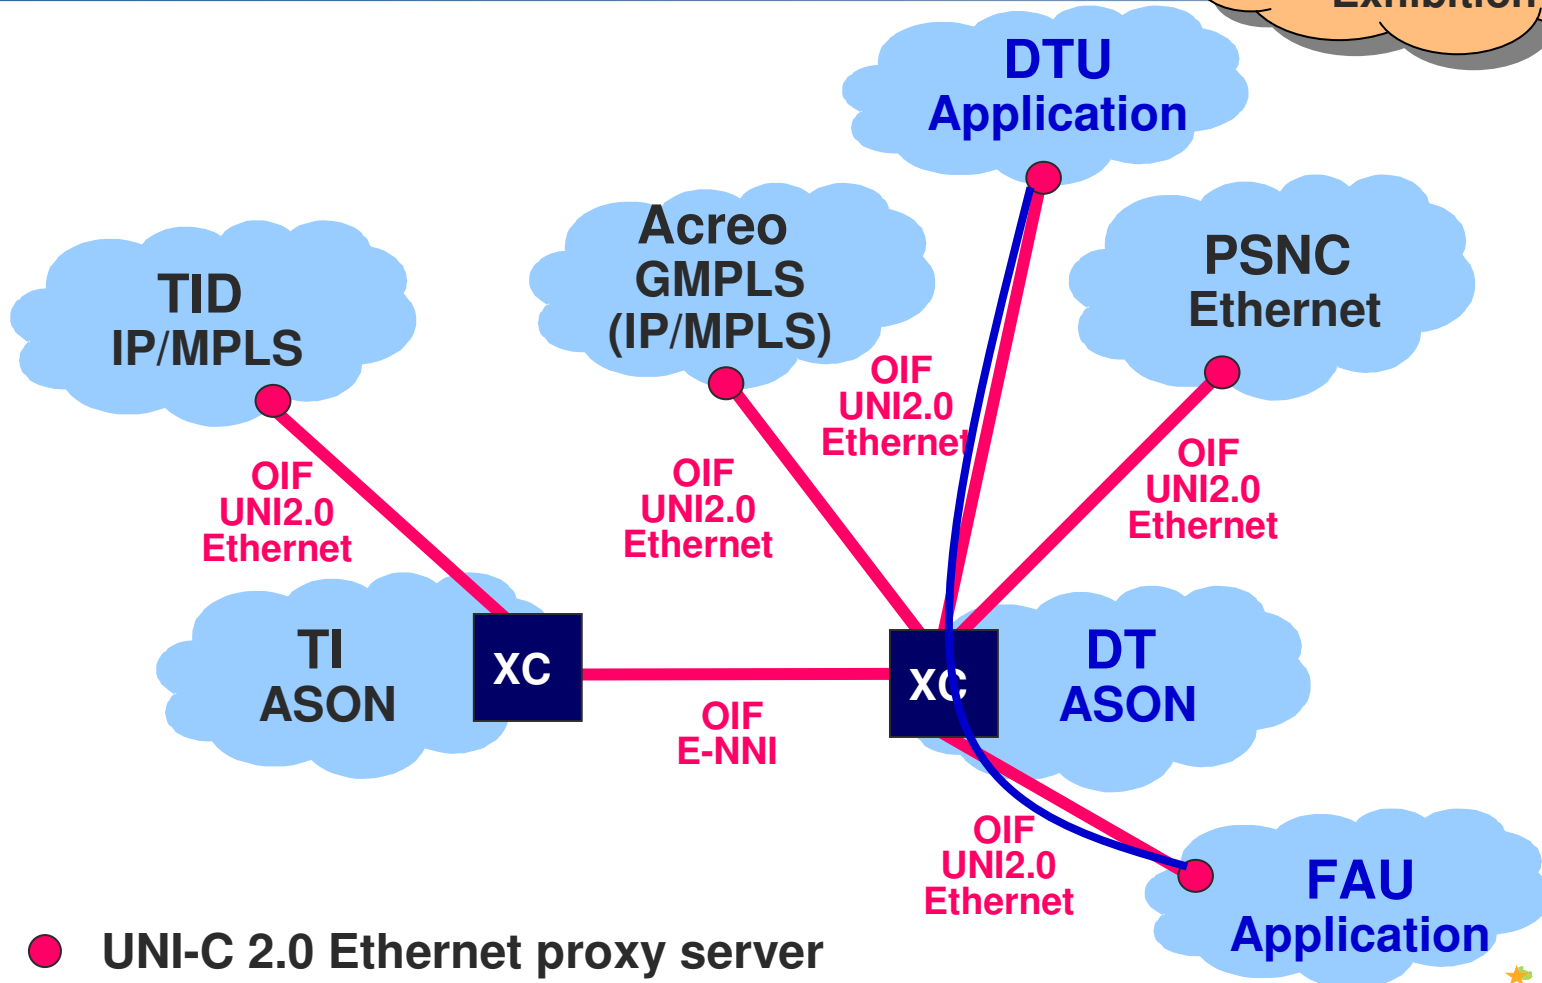 Exhibition
DTU
Application
Acreo
GMPLS
(IP/MPLS)
PSNC
Ethernet
TID
IP/MPLS
OIF
UNI2.0
Ethernet
OIF
UNI2.0
Ethernet
OIF
UNI2.0
Ethernet
OIF
UNI2.0
Ethernet
TI
ASON
XC
XC
DT
ASON
OIF
E-NNI
OIF
UNI2.0
Ethernet
FAU
Application
UNI-C 2.0 Ethernet proxy server